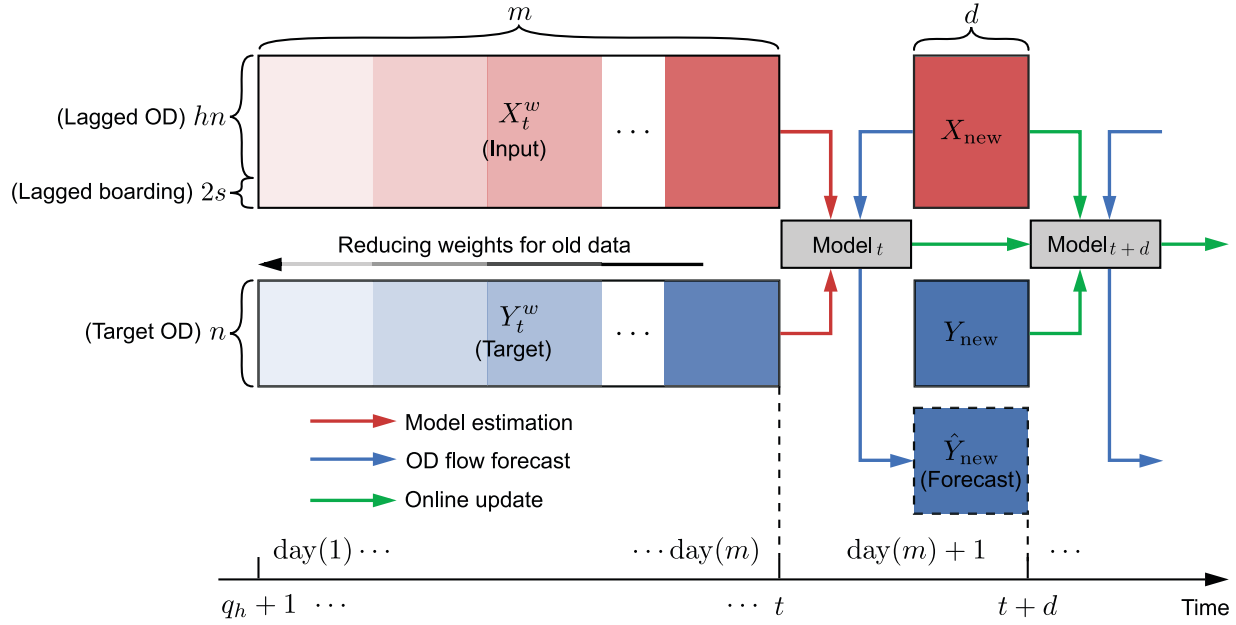 m
d
(Lagged OD) hn
X_t^w
(Input)
...
X_new
(Lagged boarding) 2s
Reducing weights for old data
Model_t
Model_{t+d}
(Target OD) n
Y_t^w
(Target)
...
Y_new
Model estimation
OD flow forecast
Online update
Ŷ_new
(Forecast)
day(1) ··· ··· day(m) day(m) + 1 ···
q_h + 1 ··· ··· t t + d Time